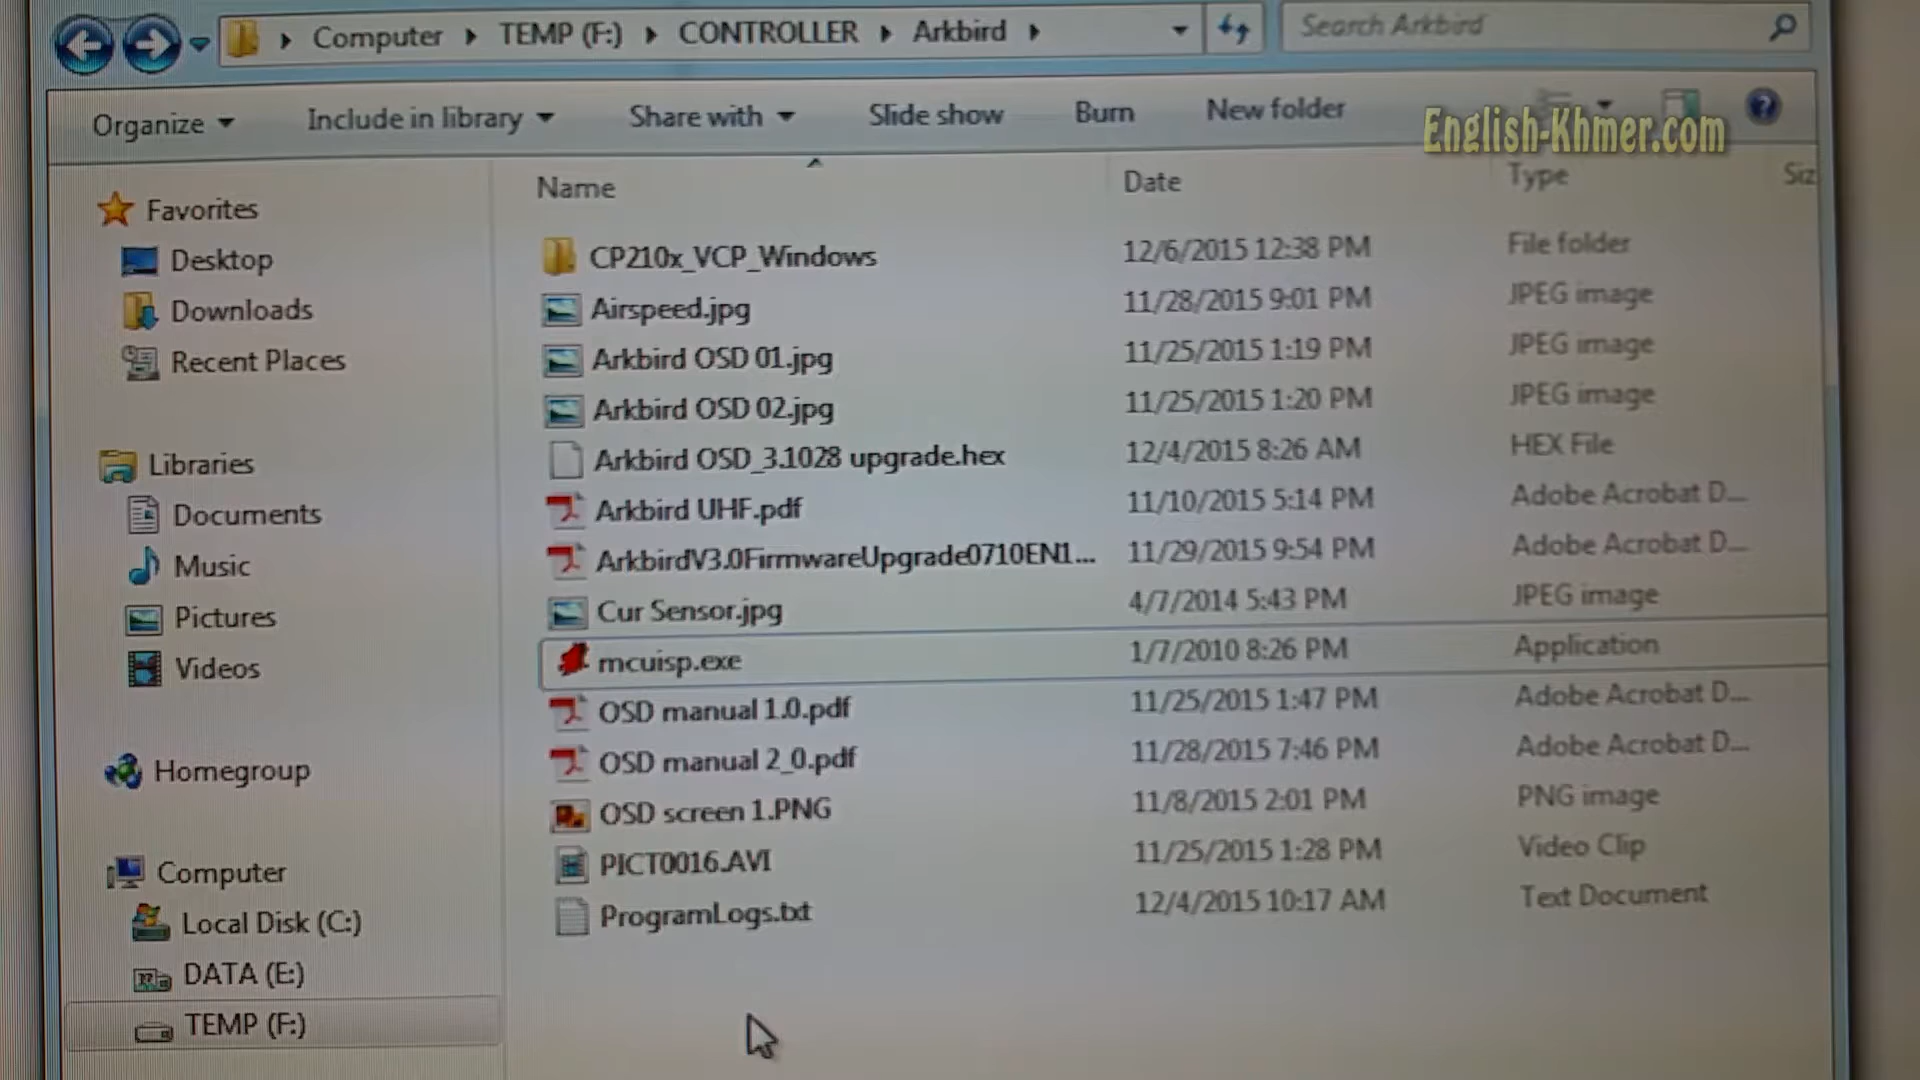 Computer TEMP (F:) CONTROLLER Arkbird
Search Arkbird
Organize Include in library Share with Slide show Burn New folder
English-Khmer.com
Name Date Type Siz
Favorites
Desktop
Downloads
Recent Places
Libraries
Documents
Music
Pictures
Videos
Homegroup
Computer
Local Disk (C:)
DATA (E:)
TEMP (F:)
CP210x_VCP_Windows 12/6/2015 12:38 PM File folder
Airspeed.jpg 11/28/2015 9:01 PM JPEG image
Arkbird OSD 01.jpg 11/25/2015 1:19 PM JPEG image
Arkbird OSD 02.jpg 11/25/2015 1:20 PM JPEG image
Arkbird OSD_3.1028 upgrade.hex 12/4/2015 8:26 AM HEX File
Arkbird UHF.pdf 11/10/2015 5:14 PM Adobe Acrobat D...
ArkbirdV3.0FirmwareUpgrade0710EN1... 11/29/2015 9:54 PM Adobe Acrobat D...
Cur Sensor.jpg 4/7/2014 5:43 PM JPEG image
mcuisp.exe 1/7/2010 8:26 PM Application
OSD manual 1.0.pdf 11/25/2015 1:47 PM Adobe Acrobat D...
OSD manual 2_0.pdf 11/28/2015 7:46 PM Adobe Acrobat D...
OSD screen 1.PNG 11/8/2015 2:01 PM PNG image
PICT0016.AVI 11/25/2015 1:28 PM Video Clip
ProgramLogs.txt 12/4/2015 10:17 AM Text Document